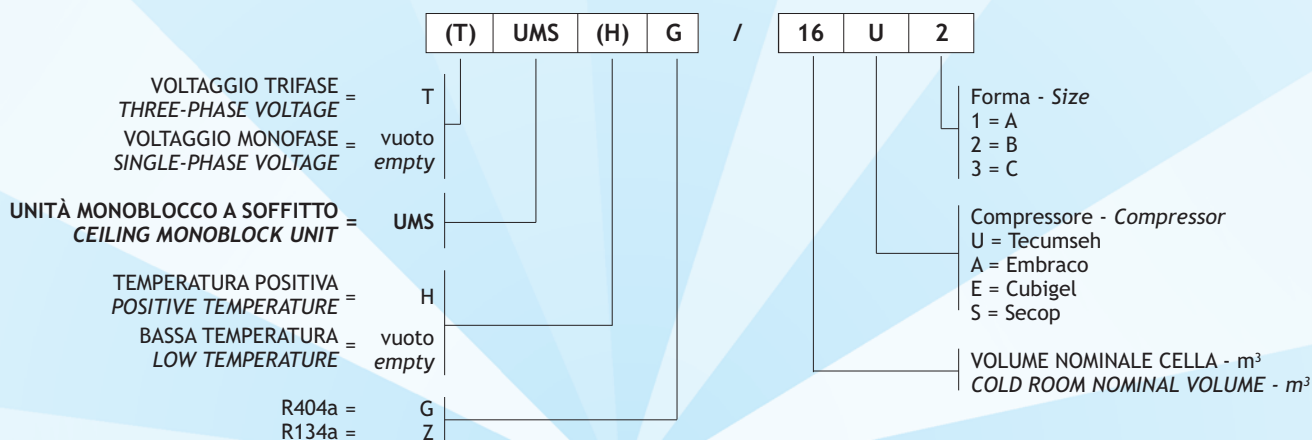 (T) UMS (H) G / 16 U 2
VOLTAGGIO TRIFASE
THREE-PHASE VOLTAGE = T
VOLTAGGIO MONOFASE
SINGLE-PHASE VOLTAGE = vuoto
empty
UNITÀ MONOBLOCCO A SOFFITTO
CEILING MONOBLOCK UNIT = UMS
TEMPERATURA POSITIVA
POSITIVE TEMPERATURE = H
BASSA TEMPERATURA
LOW TEMPERATURE = vuoto
empty
R404a = G
R134a = Z
Forma - Size
1 = A
2 = B
3 = C
Compressore - Compressor
U = Tecumseh
A = Embraco
E = Cubigel
S = Secop
VOLUME NOMINALE CELLA - m³
COLD ROOM NOMINAL VOLUME - m³